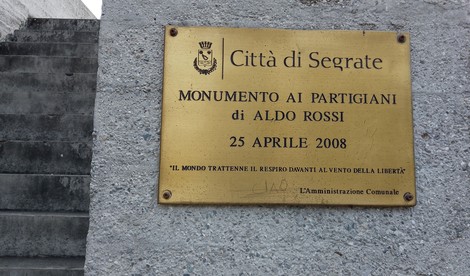 Città di Segrate
MONUMENTO AI PARTIGIANI
di ALDO ROSSI
25 APRILE 2008
"IL MONDO TRATTENNE IL RESPIRO DAVANTI AL VENTO DELLA LIBERTÀ"
L'Amministrazione Comunale